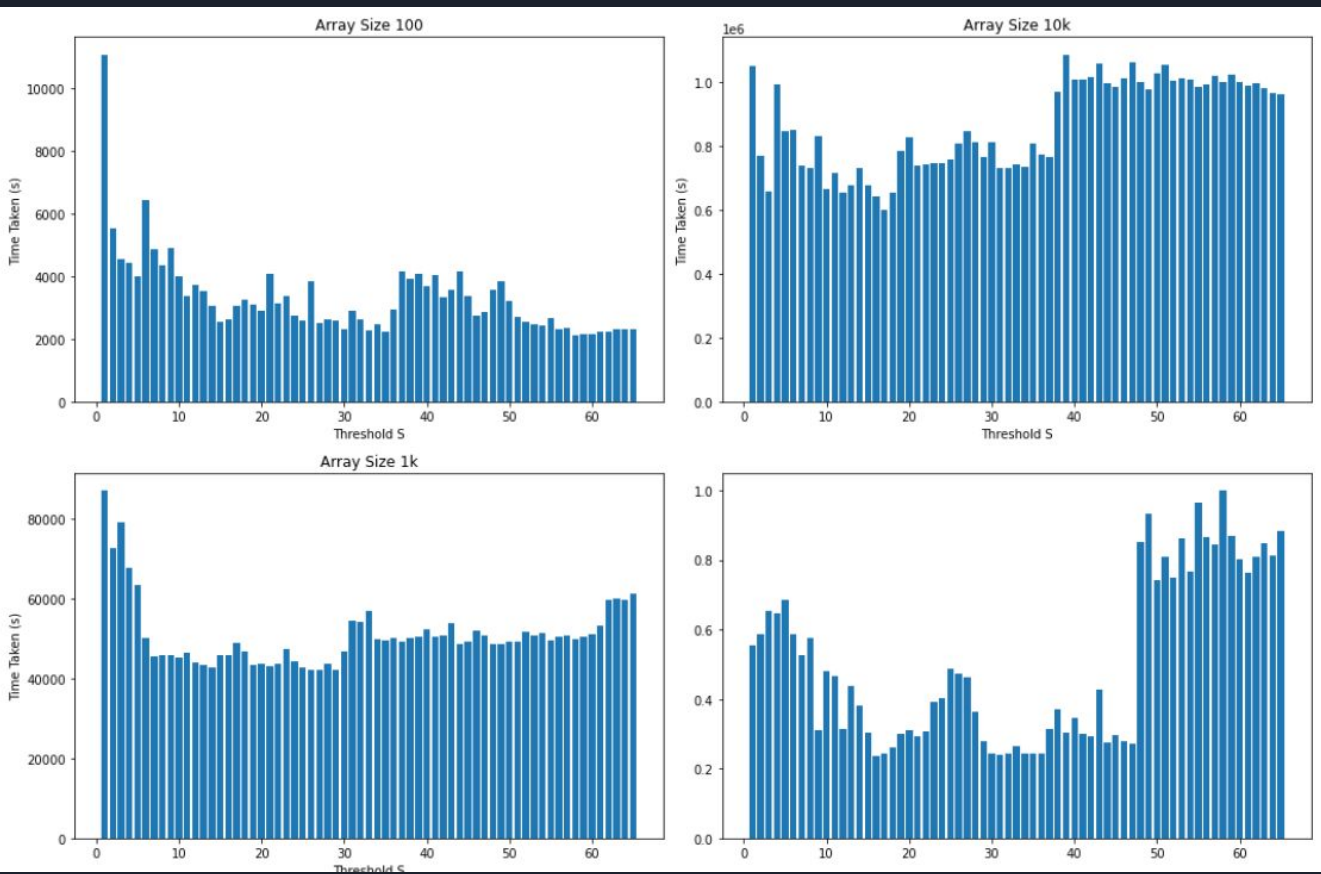 Array Size 100
10000
8000
6000
4000
2000
0
Time Taken (s)
0 10 20 30 40 50 60
Threshold S
Array Size 10k
1e6
1.0
0.8
0.6
0.4
0.2
0.0
Time Taken (s)
0 10 20 30 40 50 60
Threshold S
Array Size 1k
80000
60000
40000
20000
0
Time Taken (s)
0 10 20 30 40 50 60
Threshold S
1.0
0.8
0.6
0.4
0.2
0.0
0 10 20 30 40 50 60